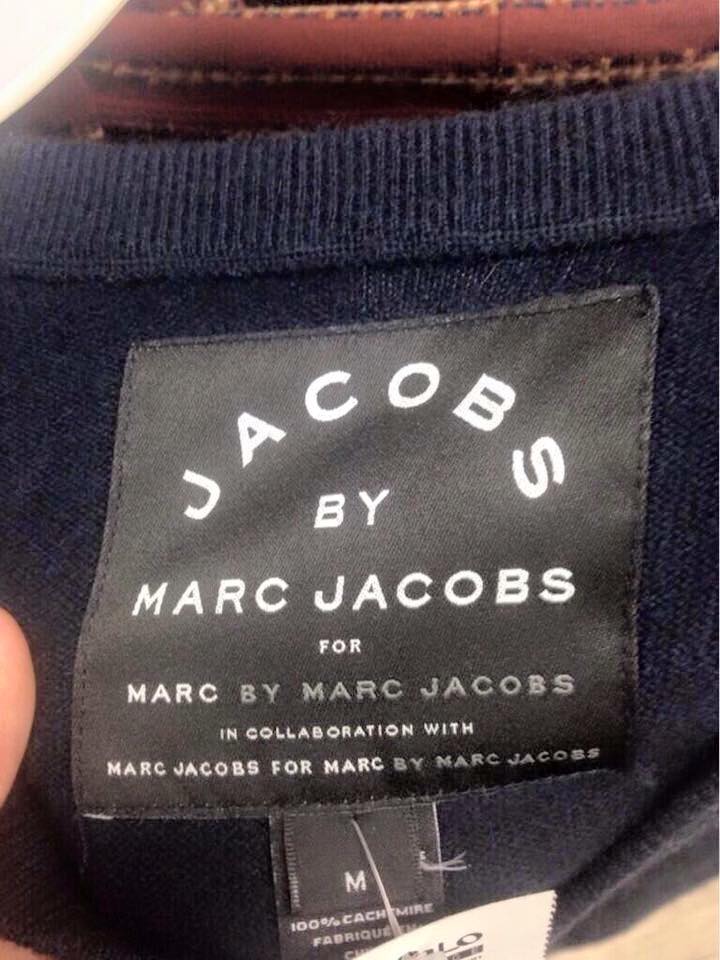 JACOBS
BY
MARC JACOBS
FOR
MARC BY MARC JACOBS
IN COLLABORATION WITH
MARC JACOBS FOR MARC BY MARC JACOBS
M
100% CACHEMIRE